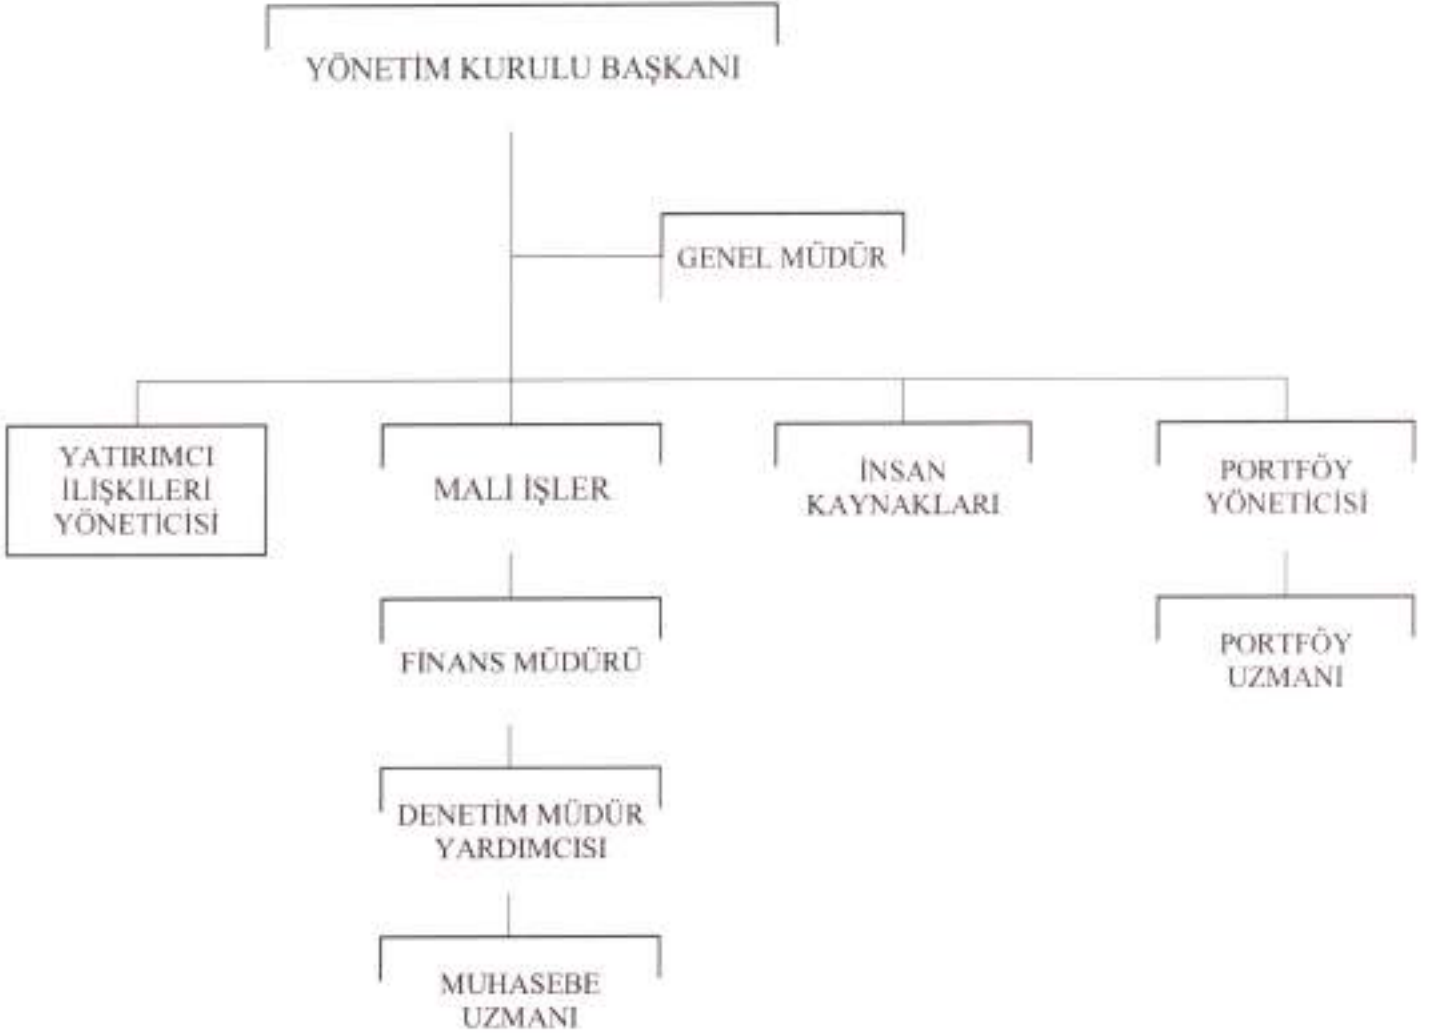 YÖNETİM KURULU BAŞKANI
GENEL MÜDÜR
YATIRIMCI
İLİŞKİLERİ
YÖNETİCİSİ
MALİ İŞLER
İNSAN
KAYNAKLARI
PORTFÖY
YÖNETİCİSİ
FİNANS MÜDÜRÜ
PORTFÖY
UZMANI
DENETİM MÜDÜR
YARDIMCISI
MUHASEBE
UZMANI